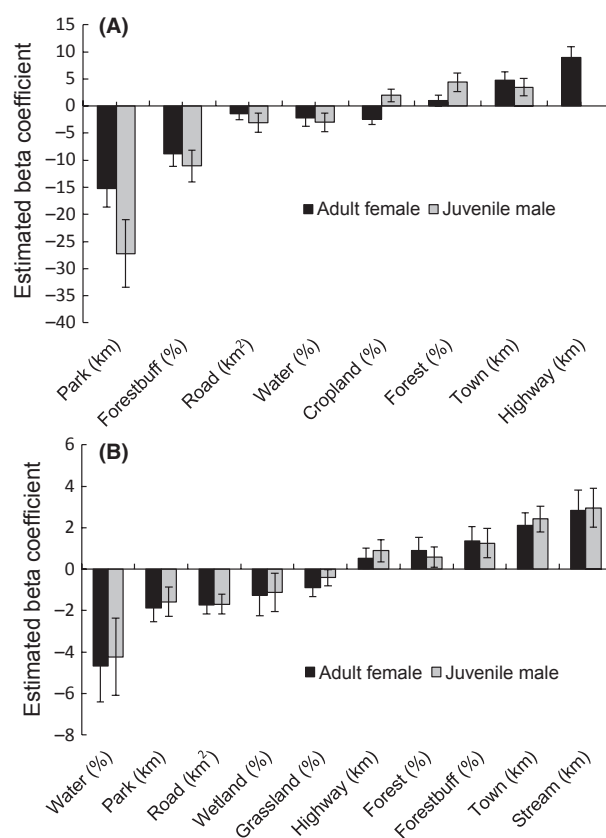 (A)
Estimated beta coefficient
15
10
5
0
−5
−10
−15
−20
−25
−30
−35
−40
Adult female
Juvenile male
Park (km)
Forestbuff (%)
Road (km²)
Water (%)
Cropland (%)
Forest (%)
Town (km)
Highway (km)
(B)
Estimated beta coefficient
6
4
2
0
−2
−4
−6
−8
Adult female
Juvenile male
Water (%)
Park (km)
Road (km²)
Wetland (%)
Grassland (%)
Highway (km)
Forest (%)
Forestbuff (%)
Town (km)
Stream (km)